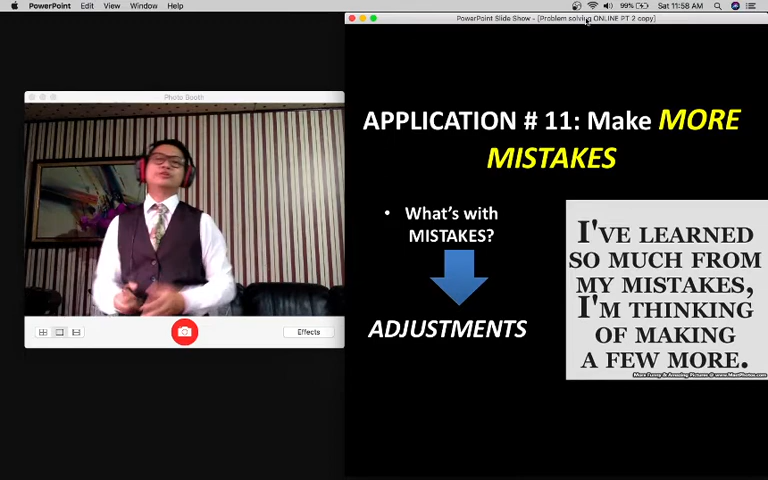 PowerPoint Edit View Window Help
99% Sat 11:58 AM
PowerPoint Slide Show - [Problem solving ONLINE PT 2 copy]
Photo Booth
APPLICATION # 11: Make MORE
MISTAKES
• What's with
MISTAKES?
ADJUSTMENTS
I'VE LEARNED
SO MUCH FROM
MY MISTAKES,
I'M THINKING
OF MAKING
A FEW MORE.
Effects